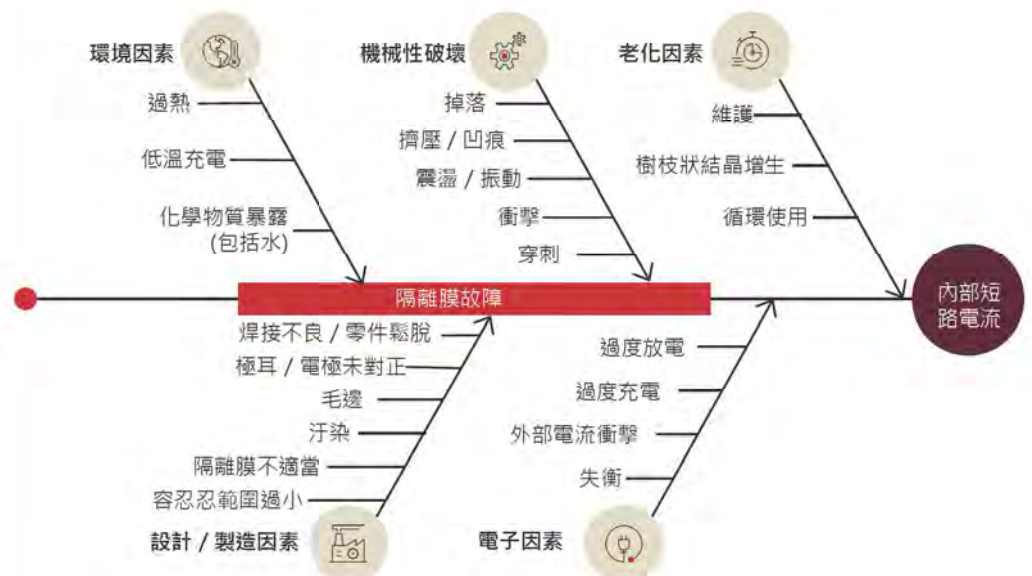 環境因素
過熱
低溫充電
化學物質暴露
(包括水)
機械性破壞
掉落
擠壓 / 凹痕
震盪 / 振動
衝擊
穿刺
老化因素
維護
樹枝狀結晶增生
循環使用
隔離膜故障
內部短
路電流
焊接不良 / 零件鬆脫
極耳 / 電極未對正
毛邊
汙染
隔離膜不適當
容忍忍範圍過小
設計 / 製造因素
過度放電
過度充電
外部電流衝擊
失衡
電子因素